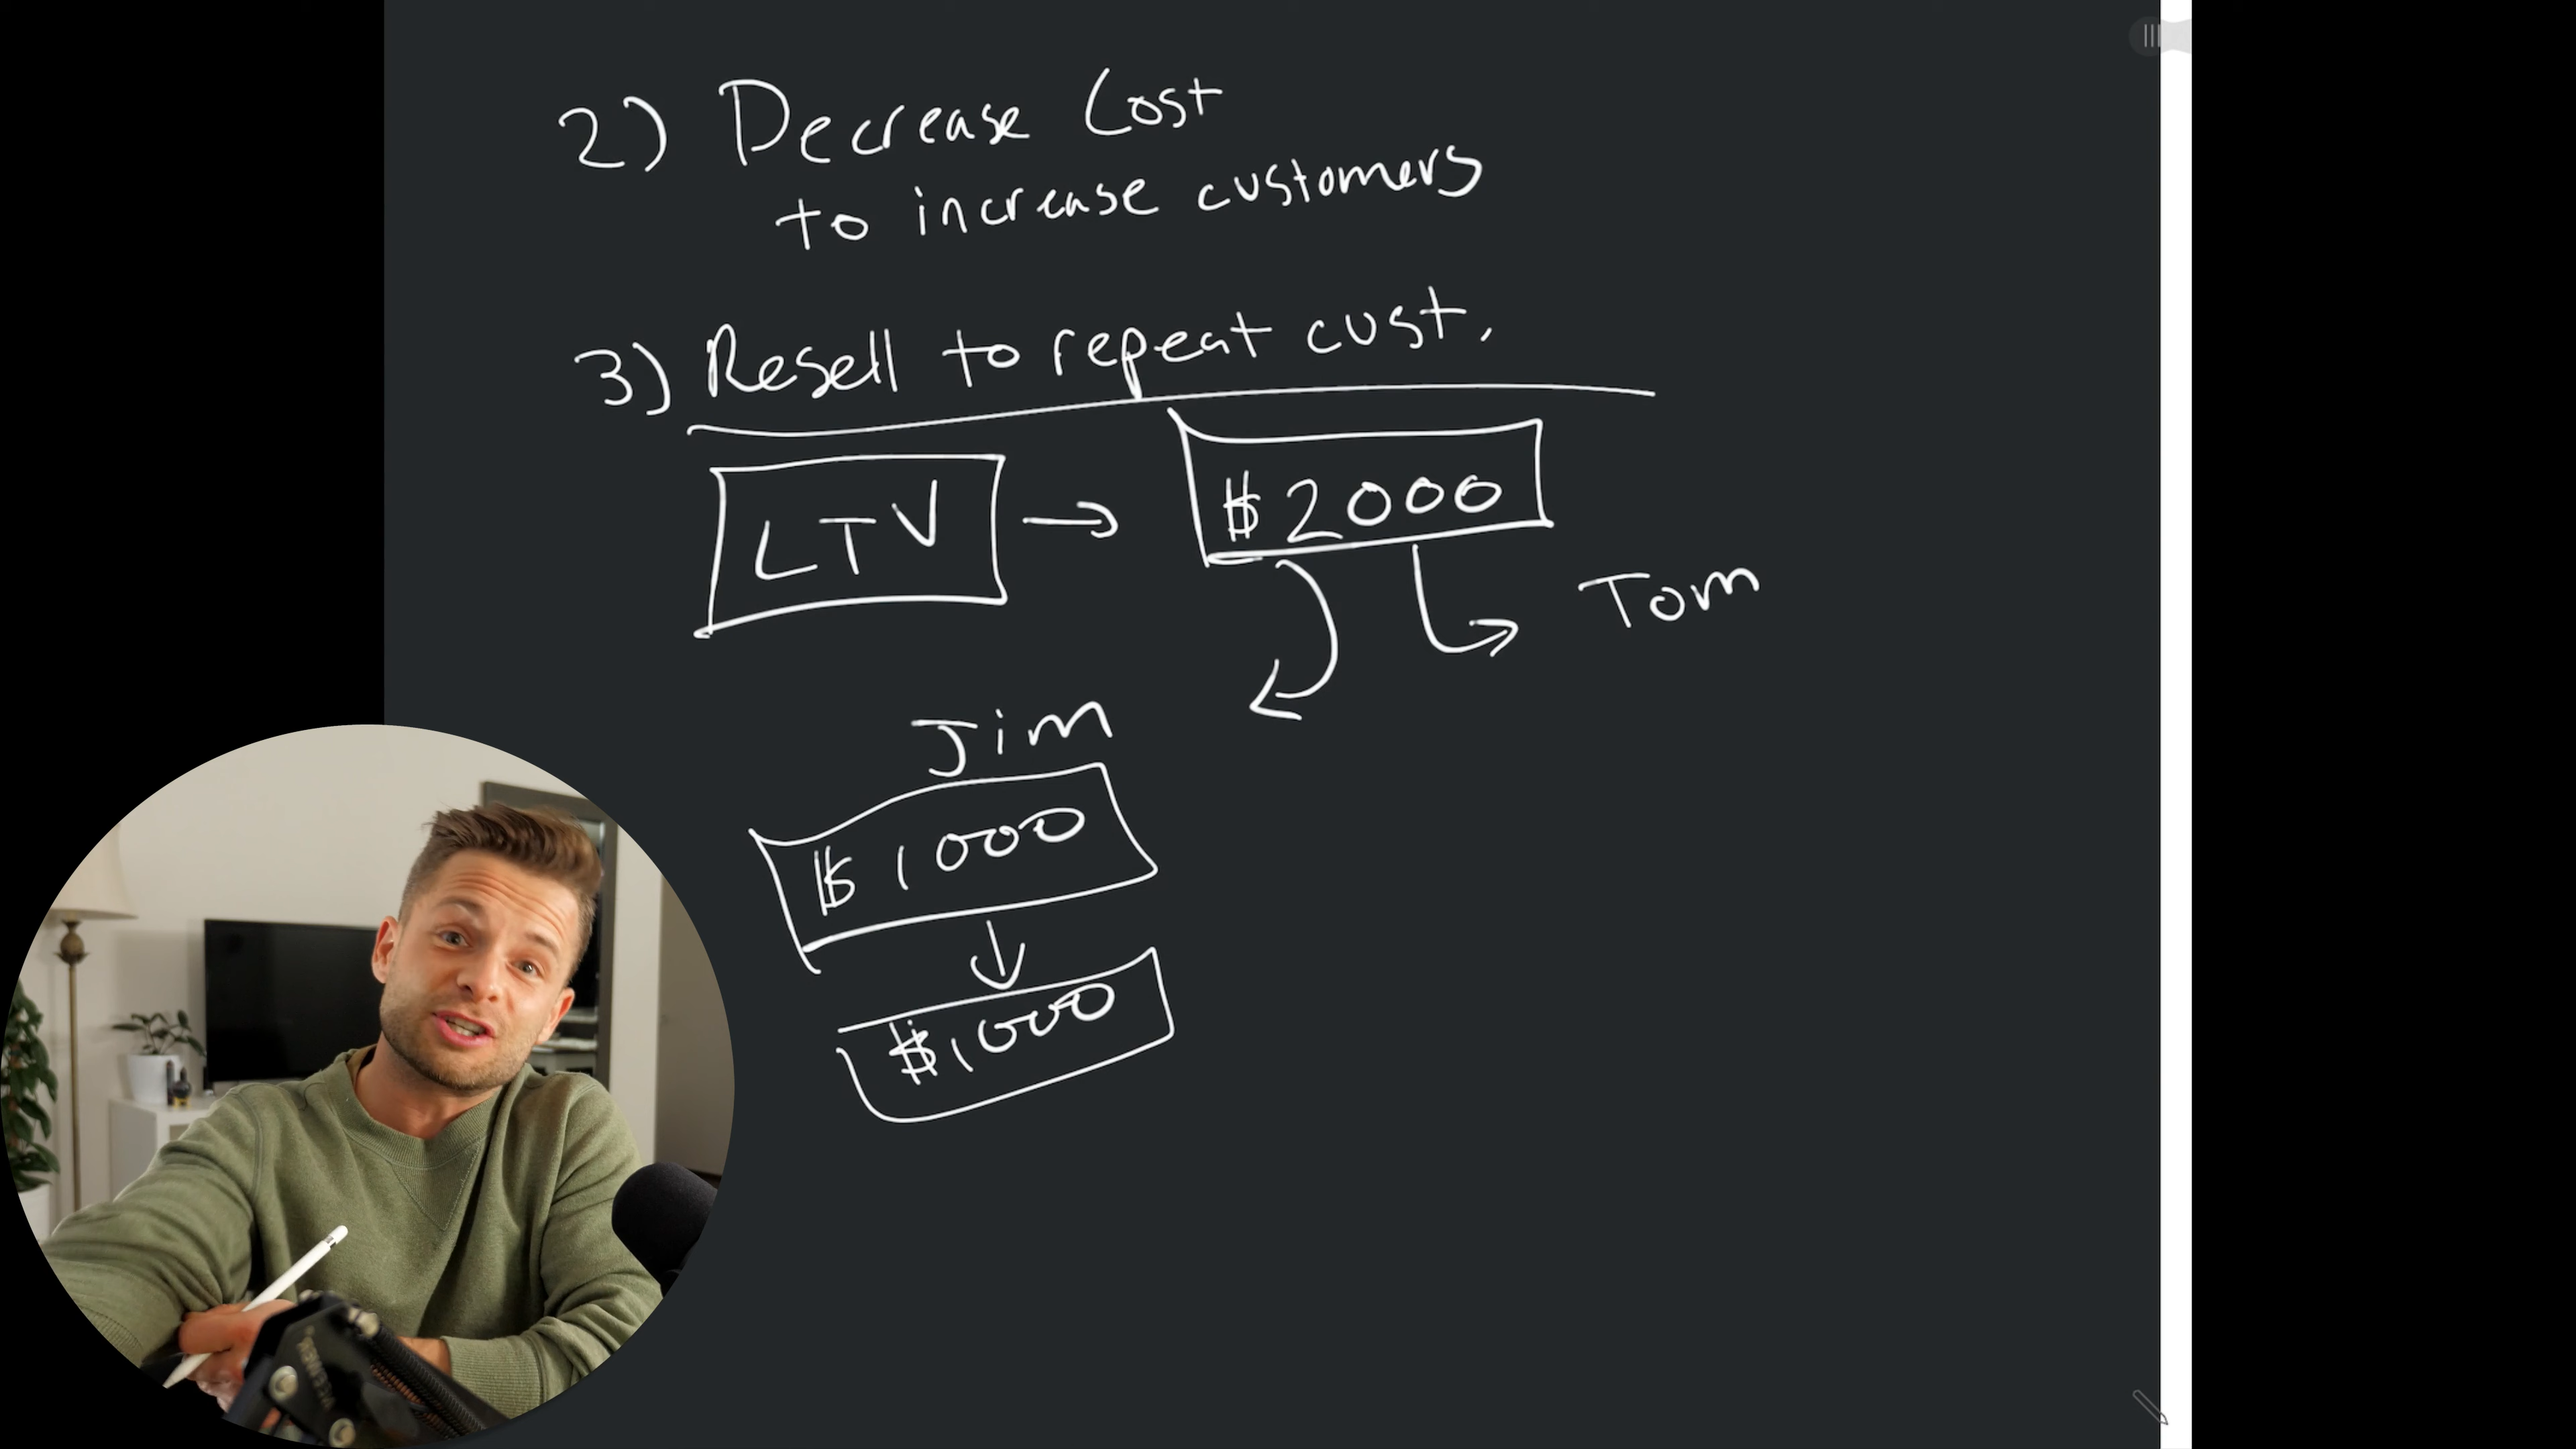 2) Decrease Cost
to increase customers
3) Resell to repeat cust.
LTV → $2000
Tom
Jim
$1000
$1000